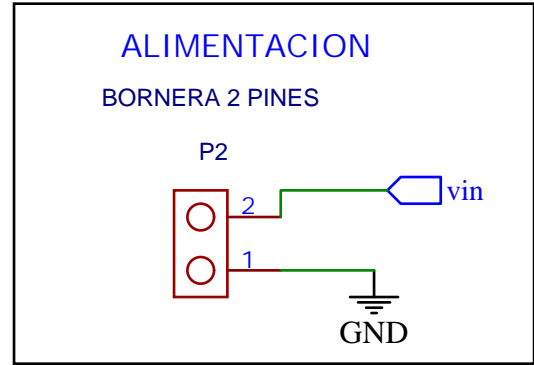 ALIMENTACION
BORNERA 2 PINES
P2
2
vin
1
GND